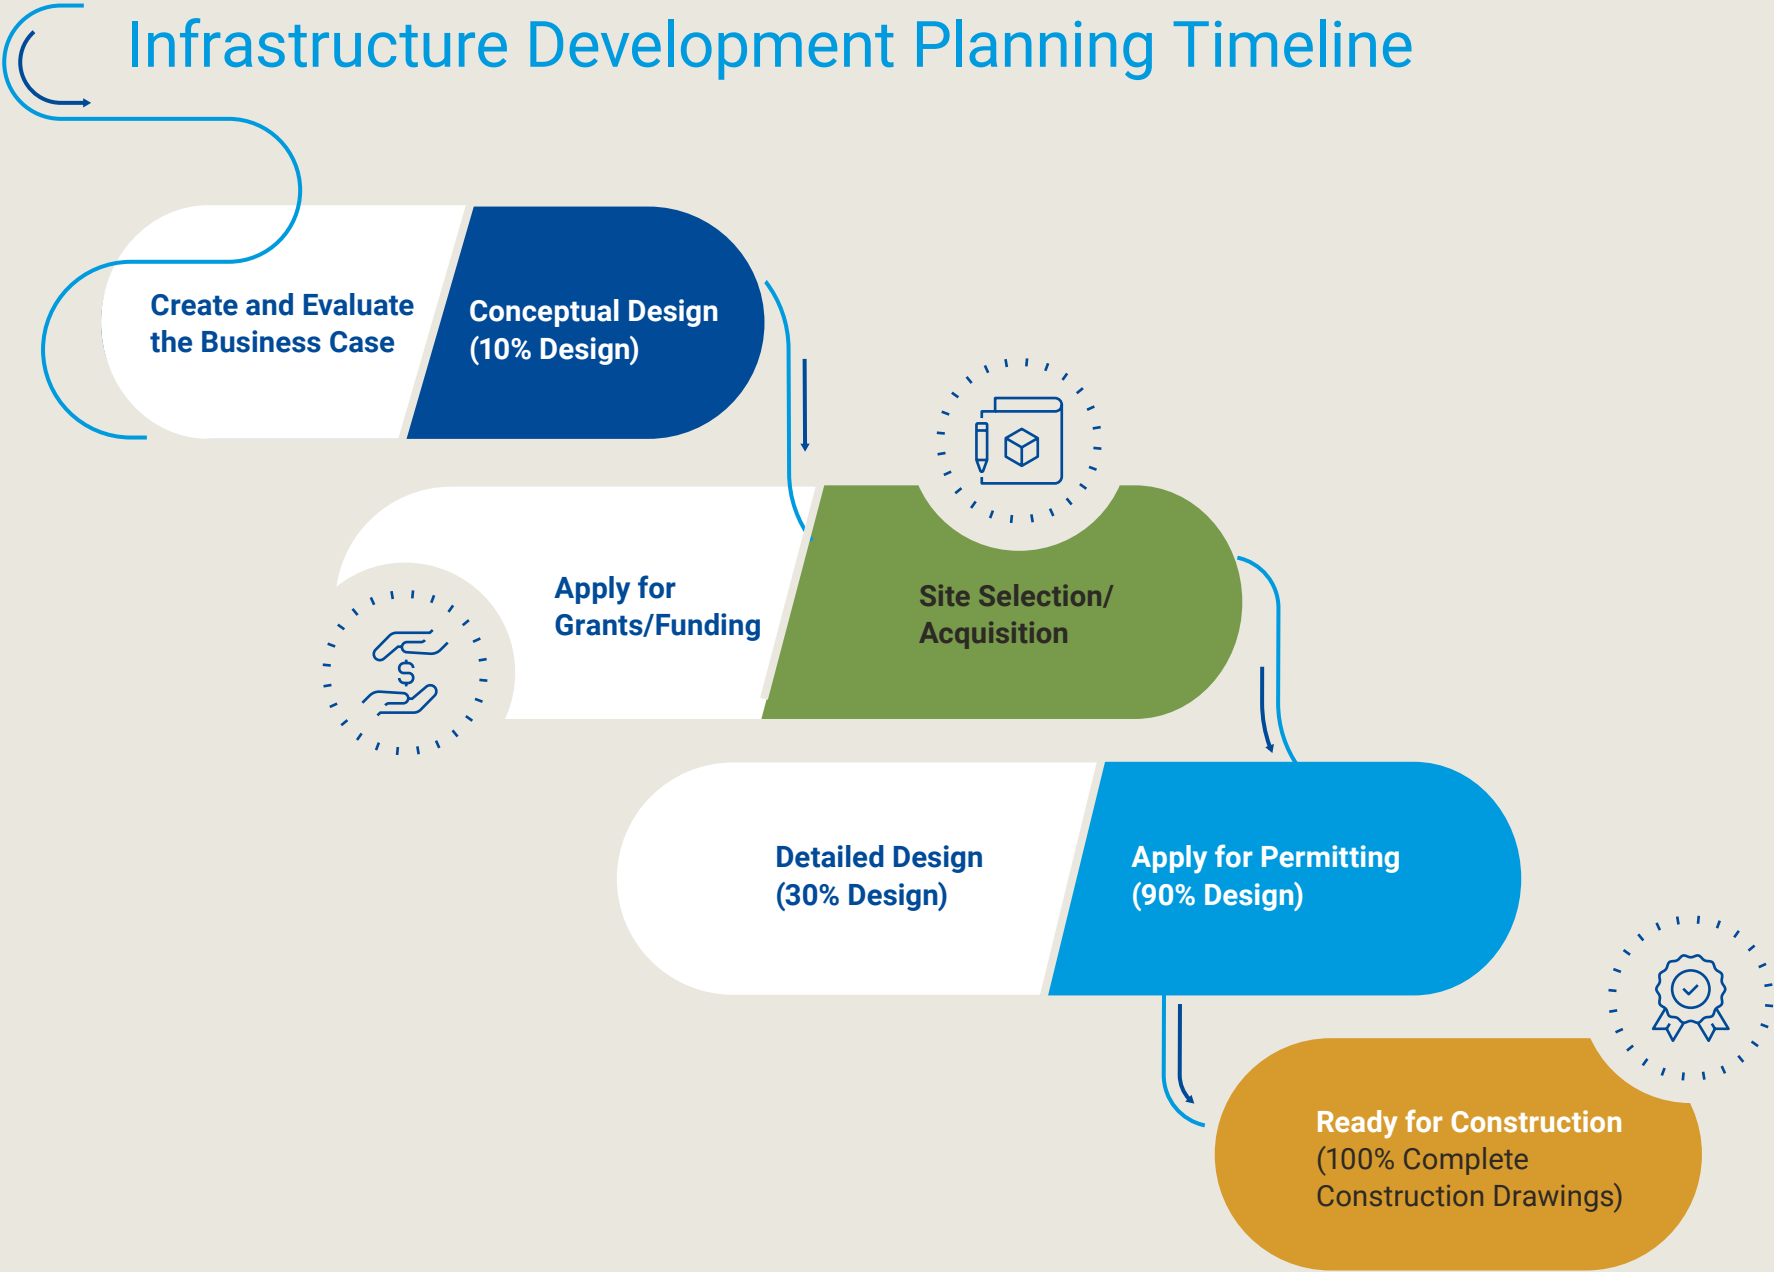 Infrastructure Development Planning Timeline
Create and Evaluate
the Business Case
Conceptual Design
(10% Design)
Apply for
Grants/Funding
$
Site Selection/
Acquisition
Detailed Design
(30% Design)
Apply for Permitting
(90% Design)
Ready for Construction
(100% Complete
Construction Drawings)